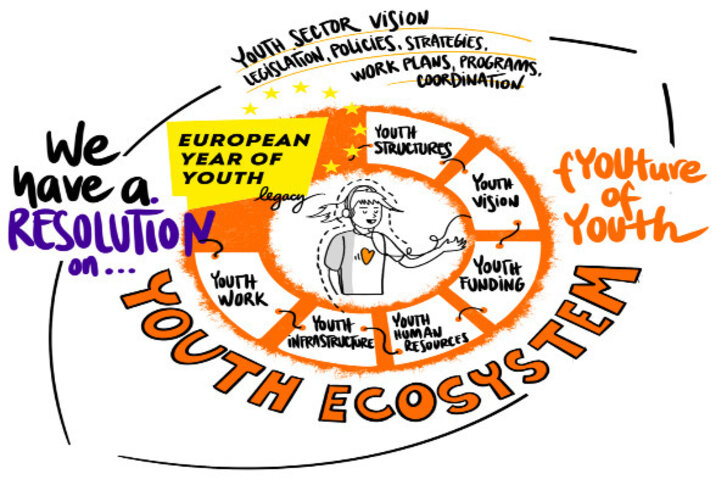 YOUTH SECTOR VISION
LEGISLATION, POLICIES, STRATEGIES,
WORK PLANS, PROGRAMS,
COORDINATION
We
have a.
RESOLUTION
on...
EUROPEAN
YEAR OF
YOUTH
legacy
YOUTH
STRUCTURES
YOUTH
VISION
YOUTH
FUNDING
YOUTH
HUMAN
RESOURCES
YOUTH
iNFRASTRUCTURE
YOUTH
WORK
fYOUture
of
Youth
YOUTH ECOSYSTEM